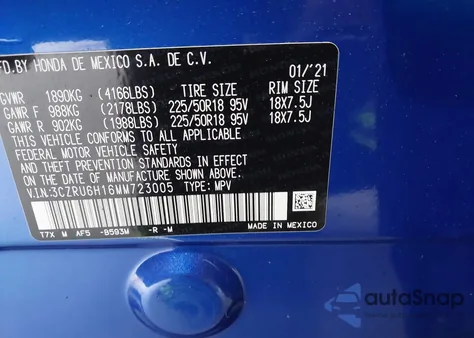 MFD.BY HONDA DE MEXICO S.A. DE C.V.
GVWR 1890KG (4166LBS) TIRE SIZE 01/'21 RIM SIZE
GAWR F 988KG (2178LBS) 225/50R18 95V 18X7.5J
GAWR R 902KG (1988LBS) 225/50R18 95V 18X7.5J
THIS VEHICLE CONFORMS TO ALL APPLICABLE
FEDERAL MOTOR VEHICLE SAFETY
AND THEFT PREVENTION STANDARDS IN EFFECT
ON THE DATE OF MANUFACTURE SHOWN ABOVE.
V.I.N:3CZRU6H16MM723005 TYPE: MPV
T7X M AF5 -B593M -R -M MADE IN MEXICO
autoSnap